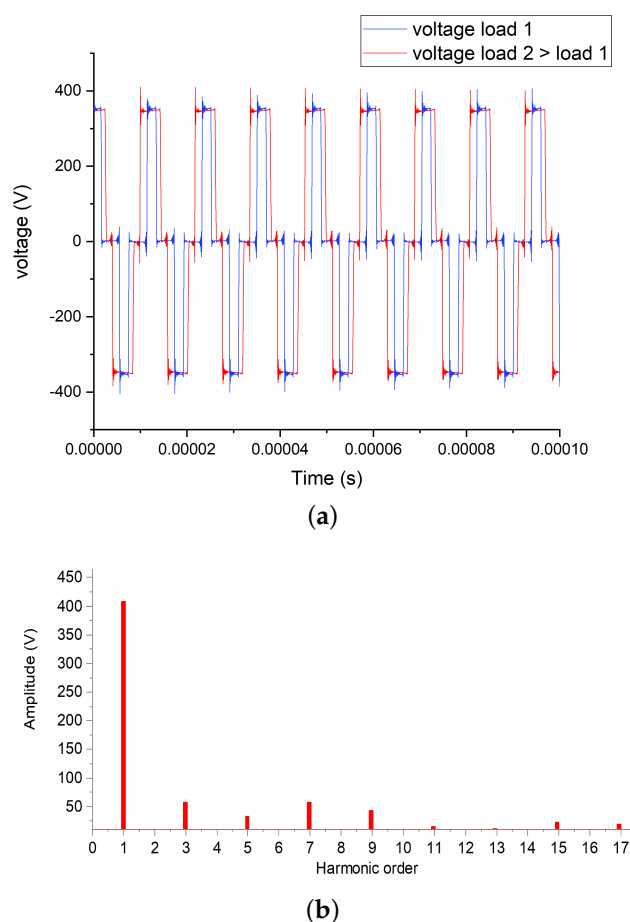 voltage load 1
voltage load 2 > load 1
voltage (V)
400
200
0
-200
-400
0.00000 0.00002 0.00004 0.00006 0.00008 0.00010
Time (s)
(a)
Amplitude (V)
450
400
350
300
250
200
150
100
50
0 1 2 3 4 5 6 7 8 9 10 11 12 13 14 15 16 17
Harmonic order
(b)